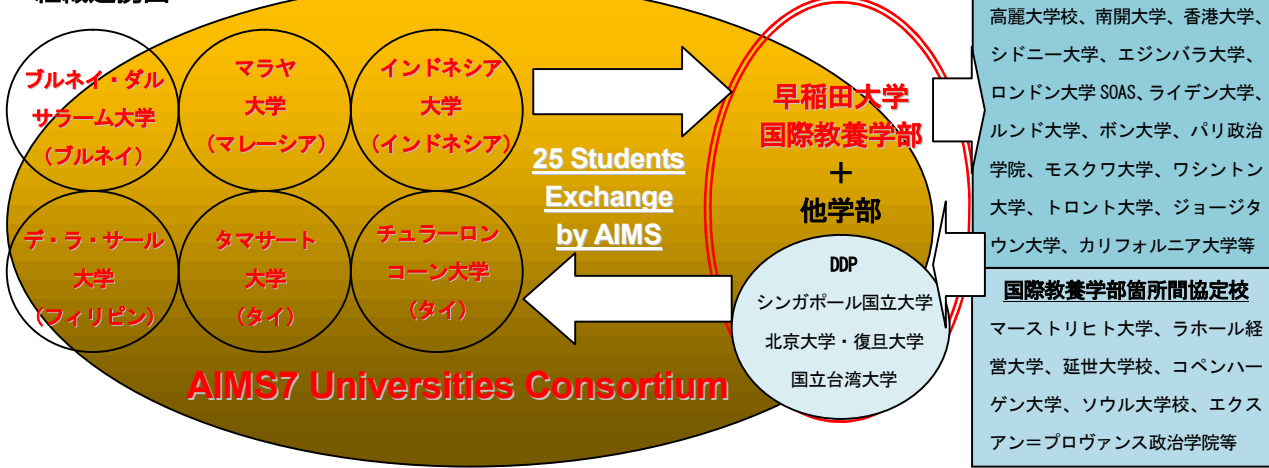 ブルネイ・ダル
サラーム大学
（ブルネイ）
マラヤ
大学
（マレーシア）
インドネシア
大学
（インドネシア）
デ・ラ・サール
大学
（フィリピン）
タマサート
大学
（タイ）
チュラーロン
コーン大学
（タイ）
25 Students
Exchange
by AIMS
AIMS7 Universities Consortium
早稲田大学
国際教養学部
＋
他学部
DDP
シンガポール国立大学
北京大学・復旦大学
国立台湾大学
高麗大学校、南開大学、香港大学、
シドニー大学、エジンバラ大学、
ロンドン大学 SOAS、ライデン大学、
ルンド大学、ボン大学、パリ政治
学院、モスクワ大学、ワシントン
大学、トロント大学、ジョージタ
ウン大学、カリフォルニア大学等
国際教養学部箇所間協定校
マーストリヒト大学、ラホール経
営大学、延世大学校、コペンハー
ゲン大学、ソウル大学校、エクス
アン＝プロヴァンス政治学院等